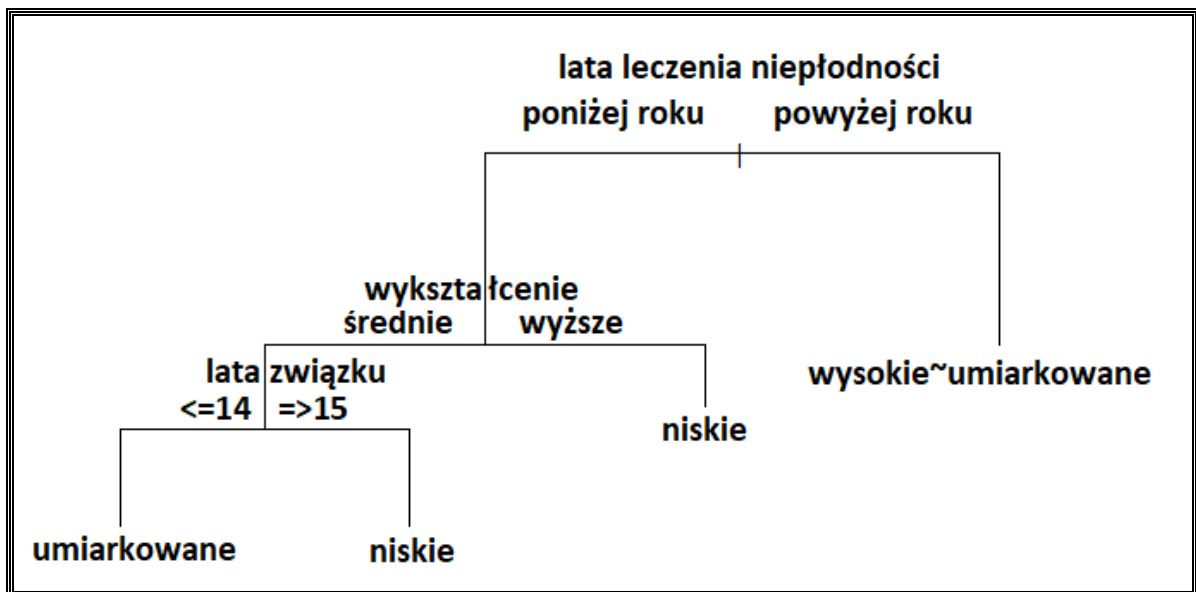 lata leczenia niepłodności
poniżej roku powyżej roku
wykształcenie
średnie wyższe
lata związku
<=14 =>15
wysokie~umiarkowane
niskie
umiarkowane niskie